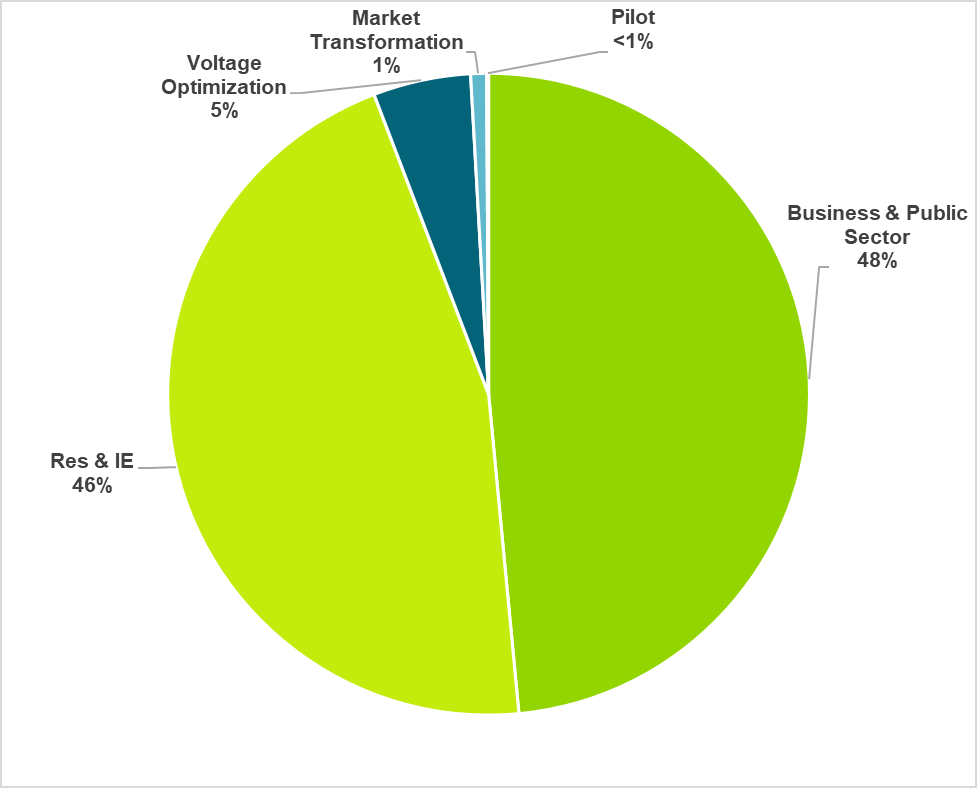 Pilot
<1%
Market
Transformation
1%
Voltage
Optimization
5%
Business & Public
Sector
48%
Res & IE
46%